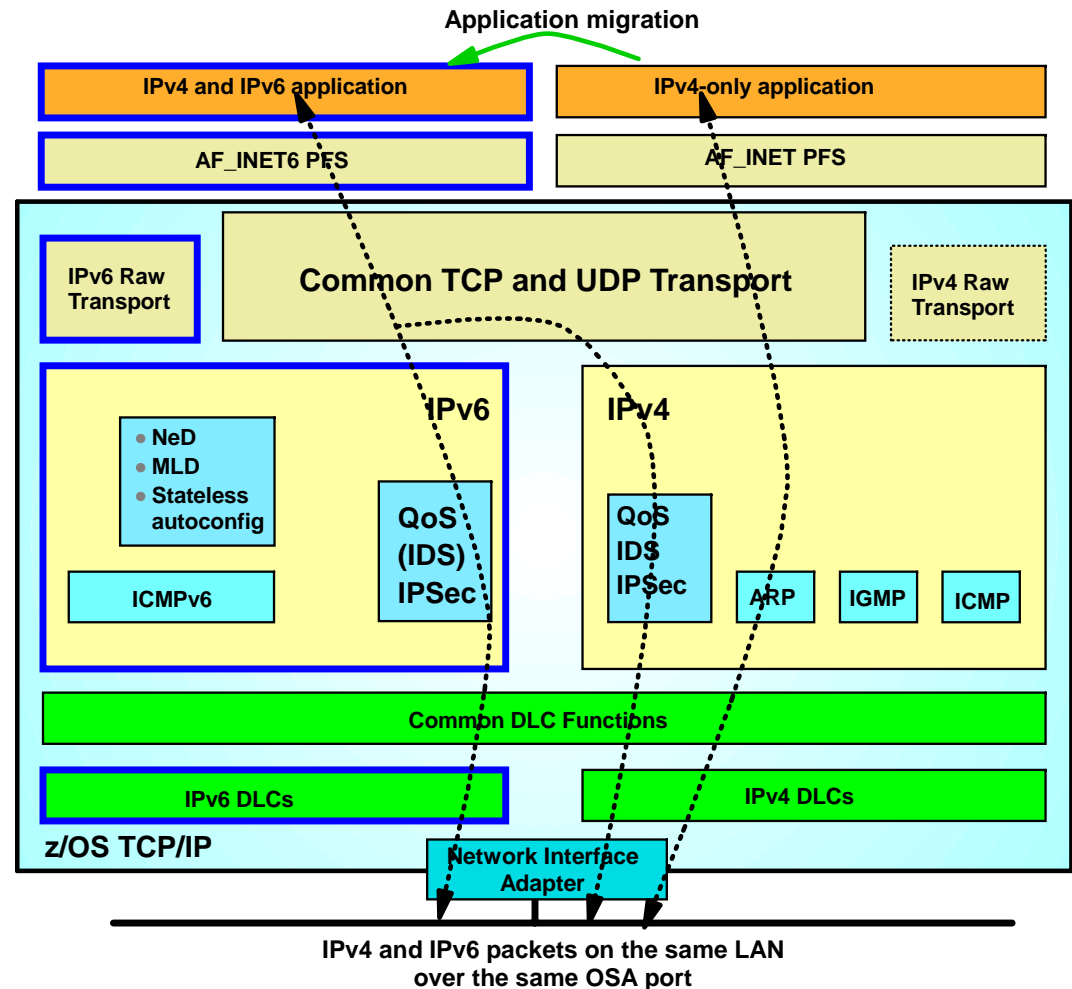 Application migration
IPv4 and IPv6 application
IPv4-only application
AF_INET6 PFS
AF_INET PFS
IPv6 Raw
Transport
Common TCP and UDP Transport
IPv4 Raw
Transport
IPv6
NeD
MLD
Stateless
autoconfig
QoS
(IDS)
IPSec
ICMPv6
IPv4
QoS
IDS
IPSec
ARP
IGMP
ICMP
Common DLC Functions
IPv6 DLCs
IPv4 DLCs
z/OS TCP/IP
Network Interface
Adapter
IPv4 and IPv6 packets on the same LAN
over the same OSA port